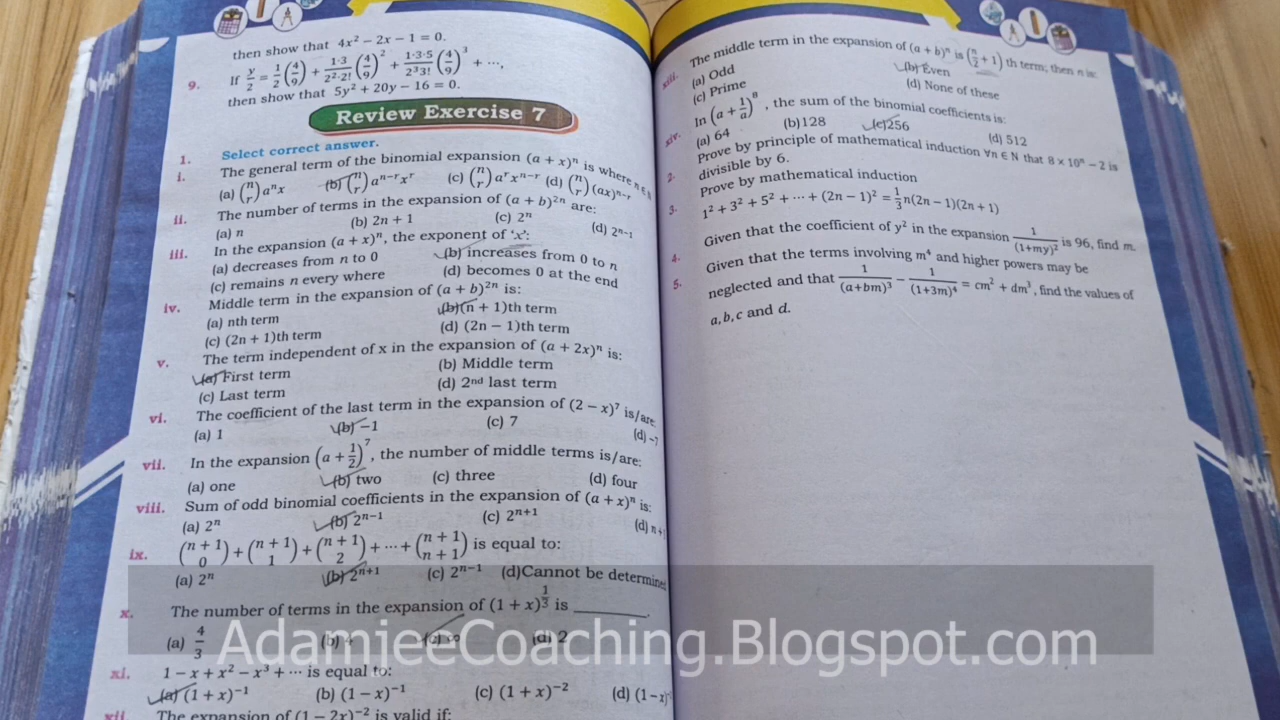 then show that 4x² − 2x − 1 = 0.
9. If y/2 = 1/2 (4/9) + 1·3/2²·2! (4/9)² + 1·3·5/2³3! (4/9)³ + ⋯,
then show that 5y² + 20y − 16 = 0.
Review Exercise 7
1. Select correct answer.
i. The general term of the binomial expansion (a + x)ⁿ is where n ∈ N
(a) (n r) aⁿx (b) (n r) aⁿ⁻ʳxʳ (c) (n r) aʳxⁿ⁻ʳ (d) (n r) (ax)ⁿ⁻ʳ
ii. The number of terms in the expansion of (a + b)²ⁿ are:
(a) n (b) 2n + 1 (c) 2ⁿ (d) 2ⁿ⁻¹
iii. In the expansion (a + x)ⁿ, the exponent of 'x':
(a) decreases from n to 0 (b) increases from 0 to n
(c) remains n every where (d) becomes 0 at the end
iv. Middle term in the expansion of (a + b)²ⁿ is:
(a) nth term (b) (n + 1)th term
(c) (2n + 1)th term (d) (2n − 1)th term
v. The term independent of x in the expansion of (a + 2x)ⁿ is:
(a) First term (b) Middle term
(c) Last term (d) 2nd last term
vi. The coefficient of the last term in the expansion of (2 − x)⁷ is/are:
(a) 1 (b) −1 (c) 7 (d) −7
vii. In the expansion (a + 1/2)⁷, the number of middle terms is/are:
(a) one (b) two (c) three (d) four
viii. Sum of odd binomial coefficients in the expansion of (a + x)ⁿ is:
(a) 2ⁿ (b) 2ⁿ⁻¹ (c) 2ⁿ⁺¹ (d) n+1
ix. (n + 1 0) + (n + 1 1) + (n + 1 2) + ⋯ + (n + 1 n + 1) is equal to:
(a) 2ⁿ (b) 2ⁿ⁺¹ (c) 2ⁿ⁻¹ (d)Cannot be determined
x. The number of terms in the expansion of (1 + x)^1/3 is ________.
(a) 4/3 (b) (c) ∞ (d) 2
xi. 1 − x + x² − x³ + ⋯ is equal to:
(a) (1 + x)⁻¹ (b) (1 − x)⁻¹ (c) (1 + x)⁻² (d) (1−x)
xii. The expansion of (1 − 2x)⁻² is valid if:
xiii. The middle term in the expansion of (a + b)ⁿ is (n/2 + 1) th term; then n is:
(a) Odd (b) Even
(c) Prime (d) None of these
xiv. In (a + 1/a)⁸, the sum of the binomial coefficients is:
(a) 64 (b)128 (c)256 (d) 512
2. Prove by principle of mathematical induction ∀n ∈ N that 8 × 10ⁿ − 2 is
divisible by 6.
3. Prove by mathematical induction
1² + 3² + 5² + ⋯ + (2n − 1)² = 1/3 n(2n − 1)(2n + 1)
4. Given that the coefficient of y² in the expansion 1/(1+my)² is 96, find m.
5. Given that the terms involving m⁴ and higher powers may be
neglected and that 1/(a+bm)³ − 1/(1+3m)⁴ = cm² + dm³, find the values of
a, b, c and d.
AdamjeeCoaching.Blogspot.com